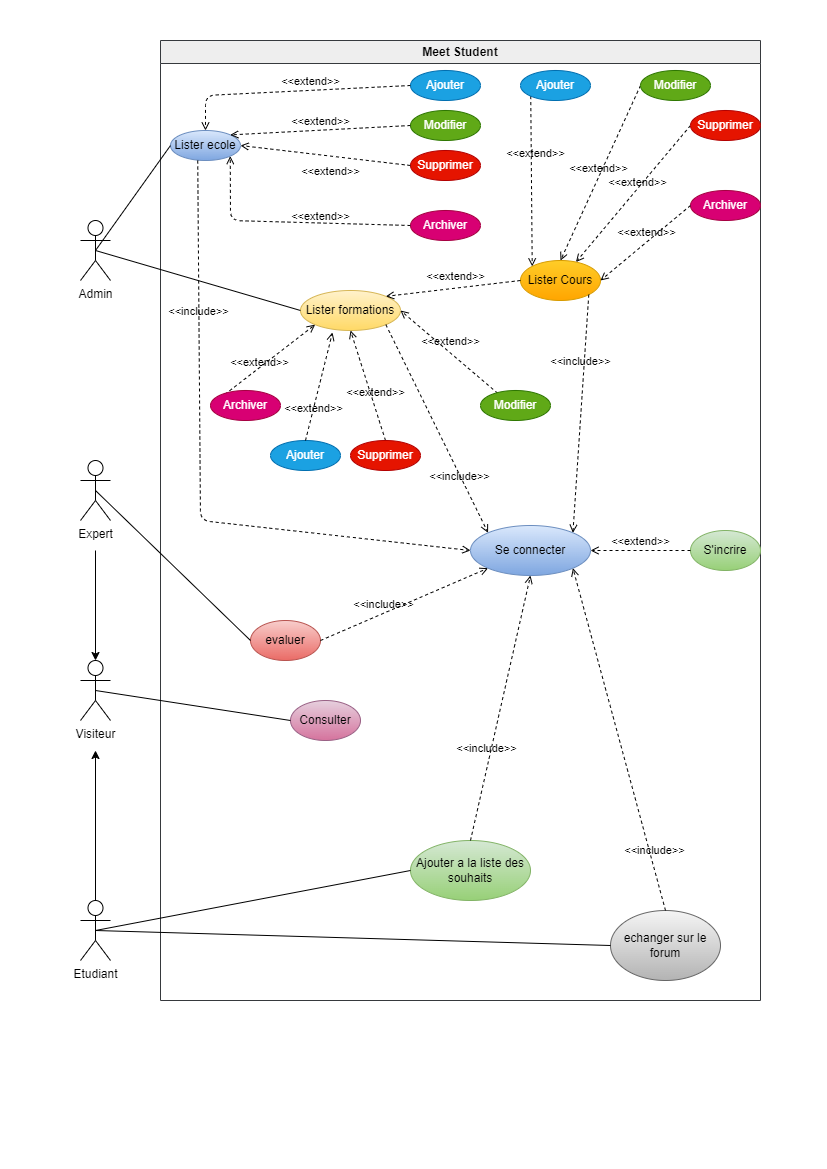 Meet Student
<<extend>>
Ajouter
Ajouter
Modifier
<<extend>>
Modifier
Supprimer
Lister ecole
<<extend>>
Supprimer
<<extend>>
<<extend>>
<<extend>>
Archiver
<<extend>>
Archiver
<<extend>>
Admin
<<extend>>
Lister Cours
<<include>>
Lister formations
<<extend>>
<<extend>>
<<include>>
<<extend>>
Archiver
<<extend>>
Modifier
Ajouter
Supprimer
<<include>>
Expert
Se connecter
<<extend>>
S'incrire
<<include>>
evaluer
Visiteur
Consulter
<<include>>
Ajouter a la liste des
souhaits
<<include>>
echanger sur le
forum
Etudiant